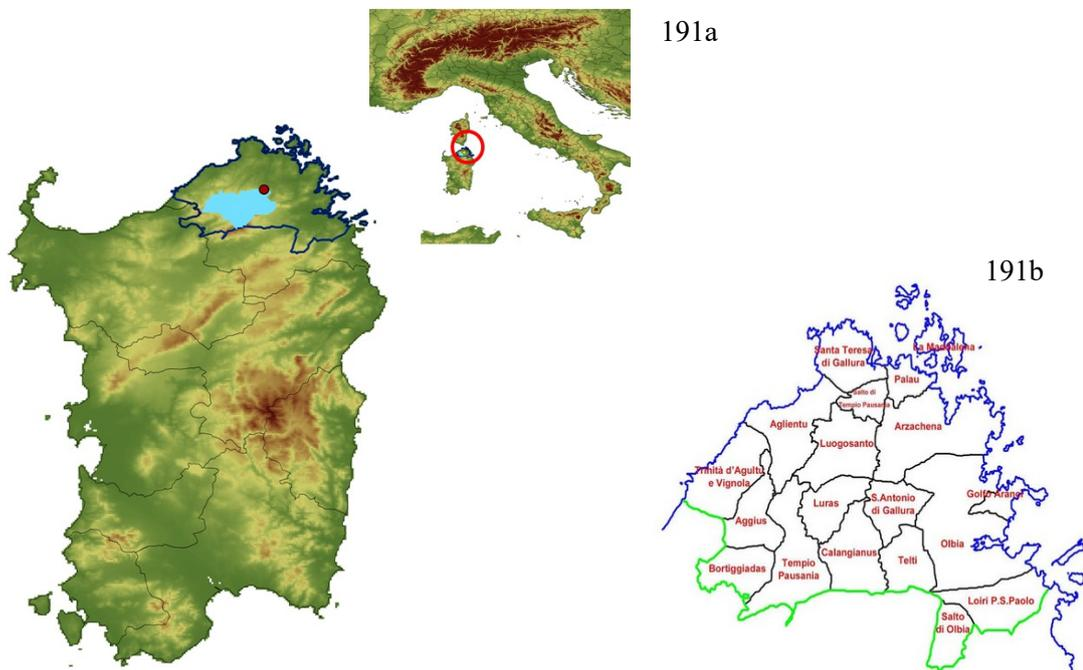 191a
191b
Santa Teresa
di Gallura
La Maddalena
Palau
Salto di
Tempio Pausania
Aglientu
Arzachena
Luogosanto
Trinità d'Agultu
e Vignola
Golfo Aranci
Luras
S.Antonio
di Gallura
Aggius
Olbia
Calangianus
Telti
Bortiggiadas
Tempio
Pausania
Loiri P.S.Paolo
Salto
di Olbia